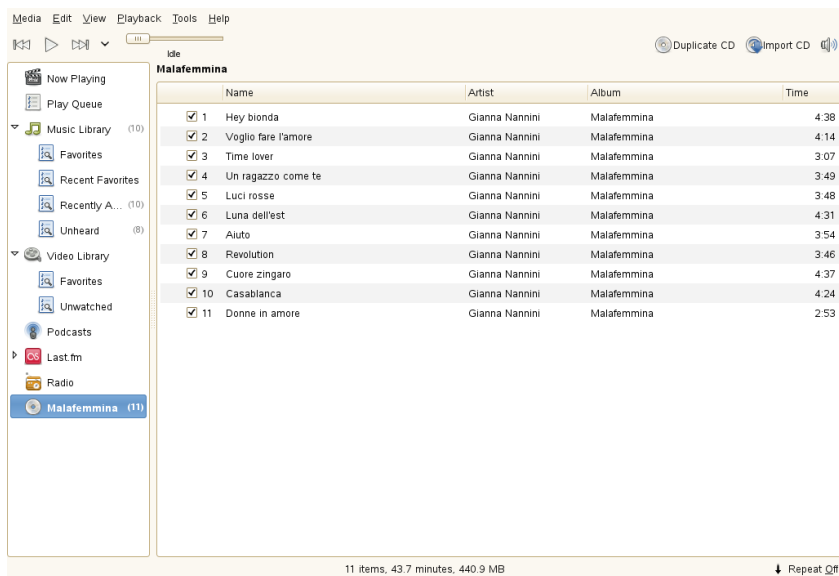 Media Edit View Playback Tools Help
Idle
Duplicate CD Import CD
Now Playing
Play Queue
Music Library (10)
Favorites
Recent Favorites
Recently A... (10)
Unheard (8)
Video Library
Favorites
Unwatched
Podcasts
Last.fm
Radio
Malafemmina (11)
Malafemmina
Name Artist Album Time
1 Hey bionda Gianna Nannini Malafemmina 4:38
2 Voglio fare l'amore Gianna Nannini Malafemmina 4:14
3 Time lover Gianna Nannini Malafemmina 3:07
4 Un ragazzo come te Gianna Nannini Malafemmina 3:49
5 Luci rosse Gianna Nannini Malafemmina 3:48
6 Luna dell'est Gianna Nannini Malafemmina 4:31
7 Aiuto Gianna Nannini Malafemmina 3:54
8 Revolution Gianna Nannini Malafemmina 3:46
9 Cuore zingaro Gianna Nannini Malafemmina 4:37
10 Casablanca Gianna Nannini Malafemmina 4:24
11 Donne in amore Gianna Nannini Malafemmina 2:53
11 items, 43.7 minutes, 440.9 MB
Repeat Off